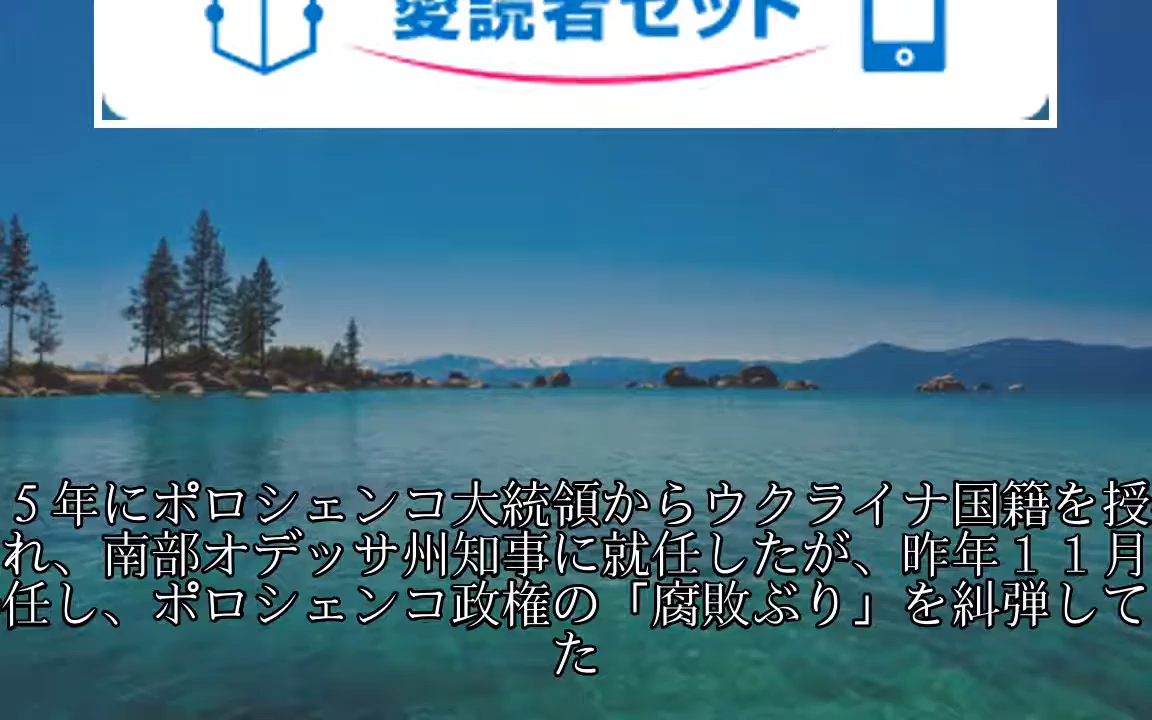 愛読者セット
５年にポロシェンコ大統領からウクライナ国籍を授
れ、南部オデッサ州知事に就任したが、昨年１１月
任し、ポロシェンコ政権の「腐敗ぶり」を糾弾して
た